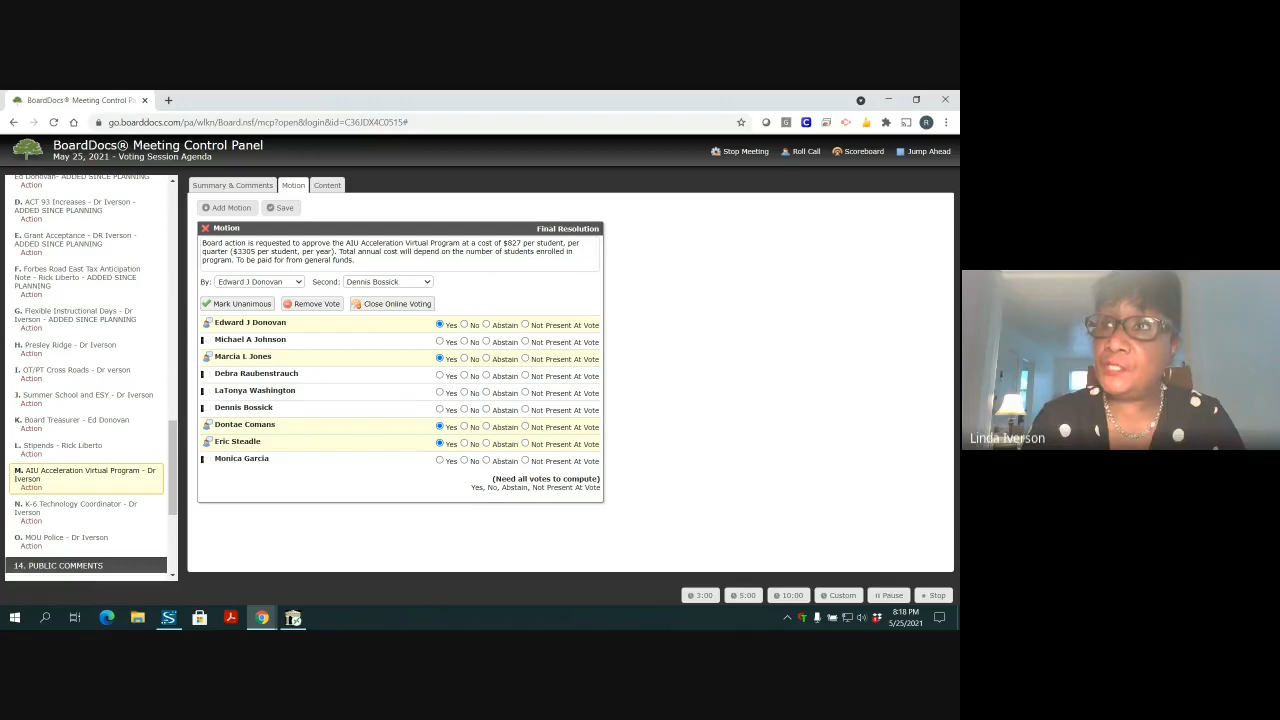 BoardDocs® Meeting Control Pa
go.boarddocs.com/pa/wlkn/Board.nsf/mcp?open&login&id=C36JDX4C0515#
BoardDocs® Meeting Control Panel
May 25, 2021 - Voting Session Agenda
Stop Meeting
Roll Call
Scoreboard
Jump Ahead
Ed Donovan- ADDED SINCE PLANNING
Action
D. ACT 93 Increases - Dr Iverson -
ADDED SINCE PLANNING
Action
E. Grant Acceptance - DR Iverson -
ADDED SINCE PLANNING
Action
F. Forbes Road East Tax Anticipation
Note - Rick Liberto - ADDED SINCE
PLANNING
Action
G. Flexible Instructional Days - Dr
Iverson - ADDED SINCE PLANNING
Action
H. Presley Ridge - Dr Iverson
Action
I. OT/PT Cross Roads - Dr verson
Action
J. Summer School and ESY - Dr Iverson
Action
K. Board Treasurer - Ed Donovan
Action
L. Stipends - Rick Liberto
Action
M. AIU Acceleration Virtual Program - Dr
Iverson
Action
N. K-6 Technology Coordinator - Dr
Iverson
Action
O. MOU Police - Dr Iverson
Action
14. PUBLIC COMMENTS
Summary & Comments
Motion
Content
Add Motion
Save
Motion
Final Resolution
Board action is requested to approve the AIU Acceleration Virtual Program at a cost of $827 per student, per
quarter ($3305 per student, per year). Total annual cost will depend on the number of students enrolled in
program. To be paid for from general funds.
By: Edward J Donovan Second: Dennis Bossick
Mark Unanimous
Remove Vote
Close Online Voting
Edward J Donovan Yes No Abstain Not Present At Vote
Michael A Johnson Yes No Abstain Not Present At Vote
Marcia L Jones Yes No Abstain Not Present At Vote
Debra Raubenstrauch Yes No Abstain Not Present At Vote
LaTonya Washington Yes No Abstain Not Present At Vote
Dennis Bossick Yes No Abstain Not Present At Vote
Dontae Comans Yes No Abstain Not Present At Vote
Eric Steadle Yes No Abstain Not Present At Vote
Monica Garcia Yes No Abstain Not Present At Vote
(Need all votes to compute)
Yes, No, Abstain, Not Present At Vote
3:00
5:00
10:00
Custom
Pause
Stop
8:18 PM
5/25/2021
Linda Iverson